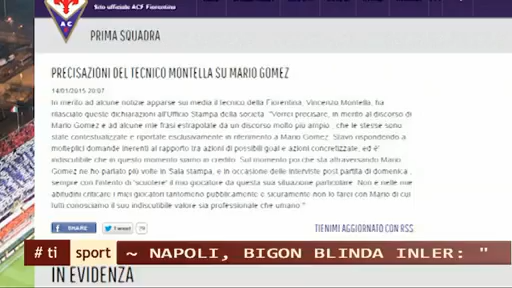 Sito ufficiale ACF Fiorentina
AC
PRIMA SQUADRA
PRECISAZIONI DEL TECNICO MONTELLA SU MARIO GOMEZ
14/01/2015 20:07
In merito ad alcune notizie apparse sui media il tecnico della Fiorentina, Vincenzo Montella, ha
rilasciato queste dichiarazioni all'Ufficio Stampa della società: "Vorrei precisare, in merito al discorso di
Mario Gomez e ad alcune mie frasi estrapolate da un discorso molto più ampio, che le stesse sono
state contestualizzate e riportate esclusivamente in riferimento a Mario Gomez. Stavo rispondendo a
molteplici domande inerenti al rapporto tra azioni di possibili goal e azioni concretizzate, ed e'
indiscutibile che in questo momento siamo in credito. Sul momento poi che sta attraversando Mario
Gomez ne ho parlato più volte in Sala stampa, e in occasione delle interviste post partita di domenica,
sempre con l'intento di "scuotere" il mio giocatore da questa sua situazione particolare. Non e nelle mie
abitudini criticare i miei giocatori tantomeno pubblicamente e sicuramente non lo farei con Mario di cui
tutti conosciamo il suo indiscutibile valore sia professionale che umano."
f SHARE Tweet 79 TIENIMI AGGIORNATO CON RSS
# ti sport ~ NAPOLI, BIGON BLINDA INLER: "
IN EVIDENZA